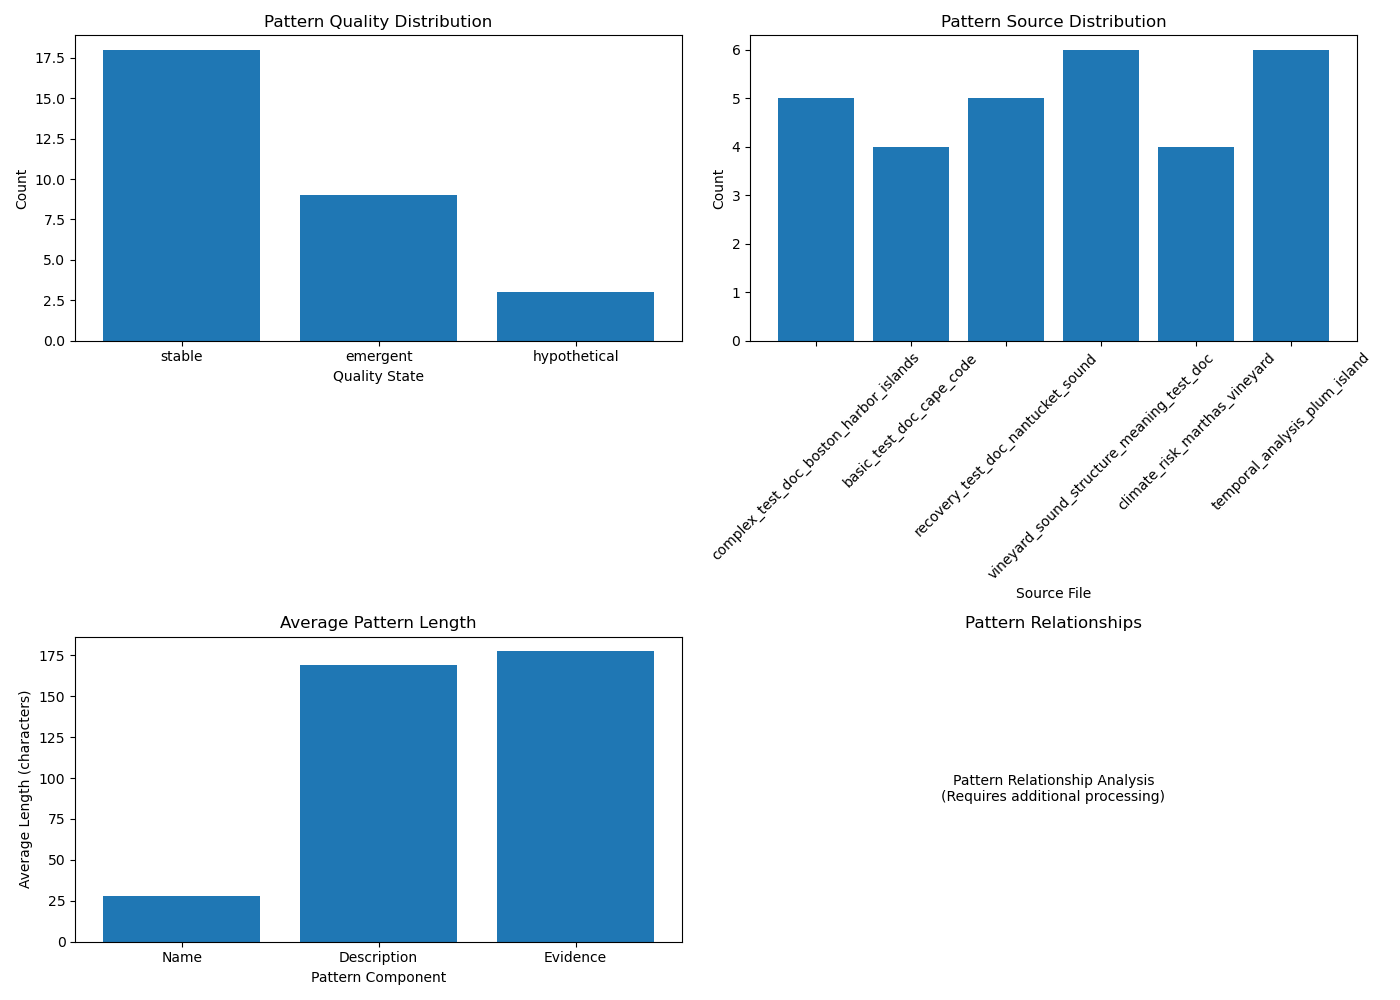 Pattern Quality Distribution
17.5
15.0
12.5
10.0
7.5
5.0
2.5
0.0
Count
stable emergent hypothetical
Quality State
Pattern Source Distribution
6
5
4
3
2
1
0
Count
complex_test_doc_boston_harbor_islands
basic_test_doc_cape_code
recovery_test_doc_nantucket_sound
vineyard_sound_structure_meaning_test_doc
climate_risk_marthas_vineyard
temporal_analysis_plum_island
Source File
Average Pattern Length
175
150
125
100
75
50
25
0
Average Length (characters)
Name Description Evidence
Pattern Component
Pattern Relationships
Pattern Relationship Analysis
(Requires additional processing)